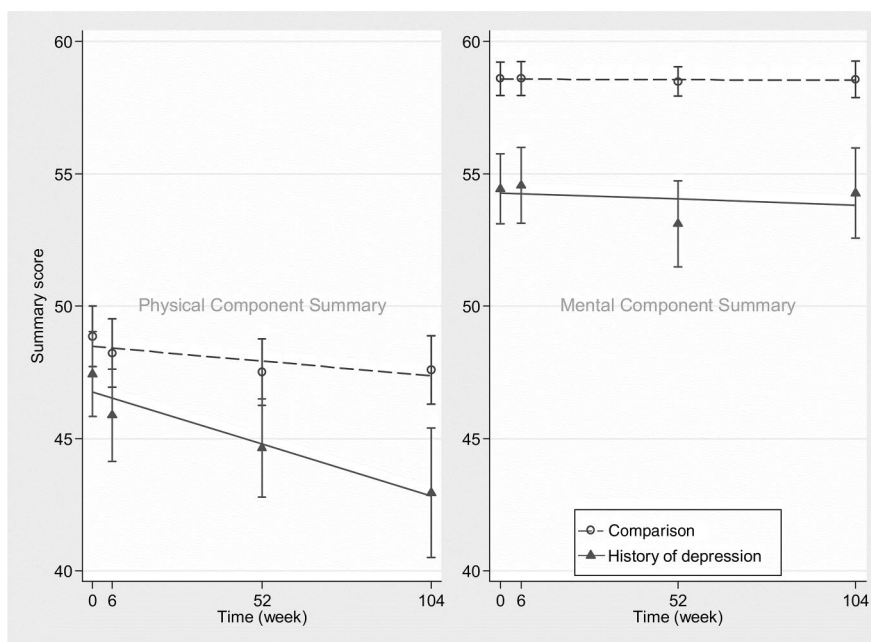 60
55
50
45
40
Summary score
Physical Component Summary
0 6 52 104
Time (week)
60
55
50
45
40
Mental Component Summary
Comparison
History of depression
0 6 52 104
Time (week)